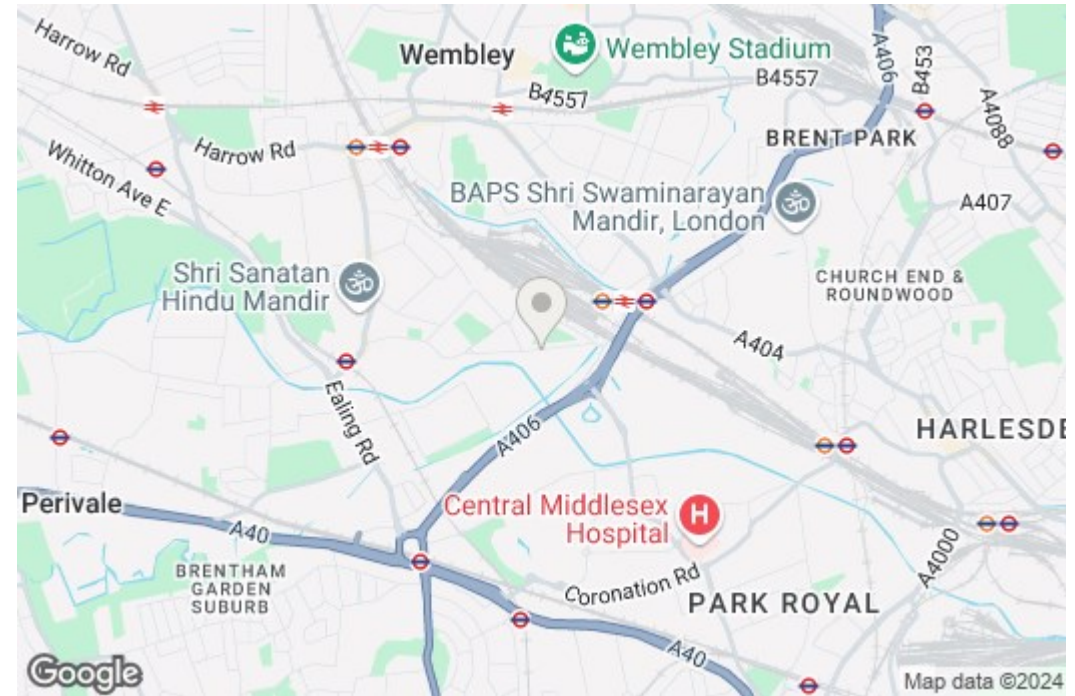 Harrow Rd
Wembley
Wembley Stadium
A406
B453
B4557
B4557
A4088
BRENT PARK
Harrow Rd
Whitton Ave E
BAPS Shri Swaminarayan
Mandir, London
A407
Shri Sanatan
Hindu Mandir
CHURCH END &
ROUNDWOOD
A404
Ealing Rd
A406
HARLESDE
Perivale
Central Middlesex
Hospital
H
A40
A4000
BRENTHAM
GARDEN
SUBURB
Coronation Rd
PARK ROYAL
A40
Google
Map data ©2024